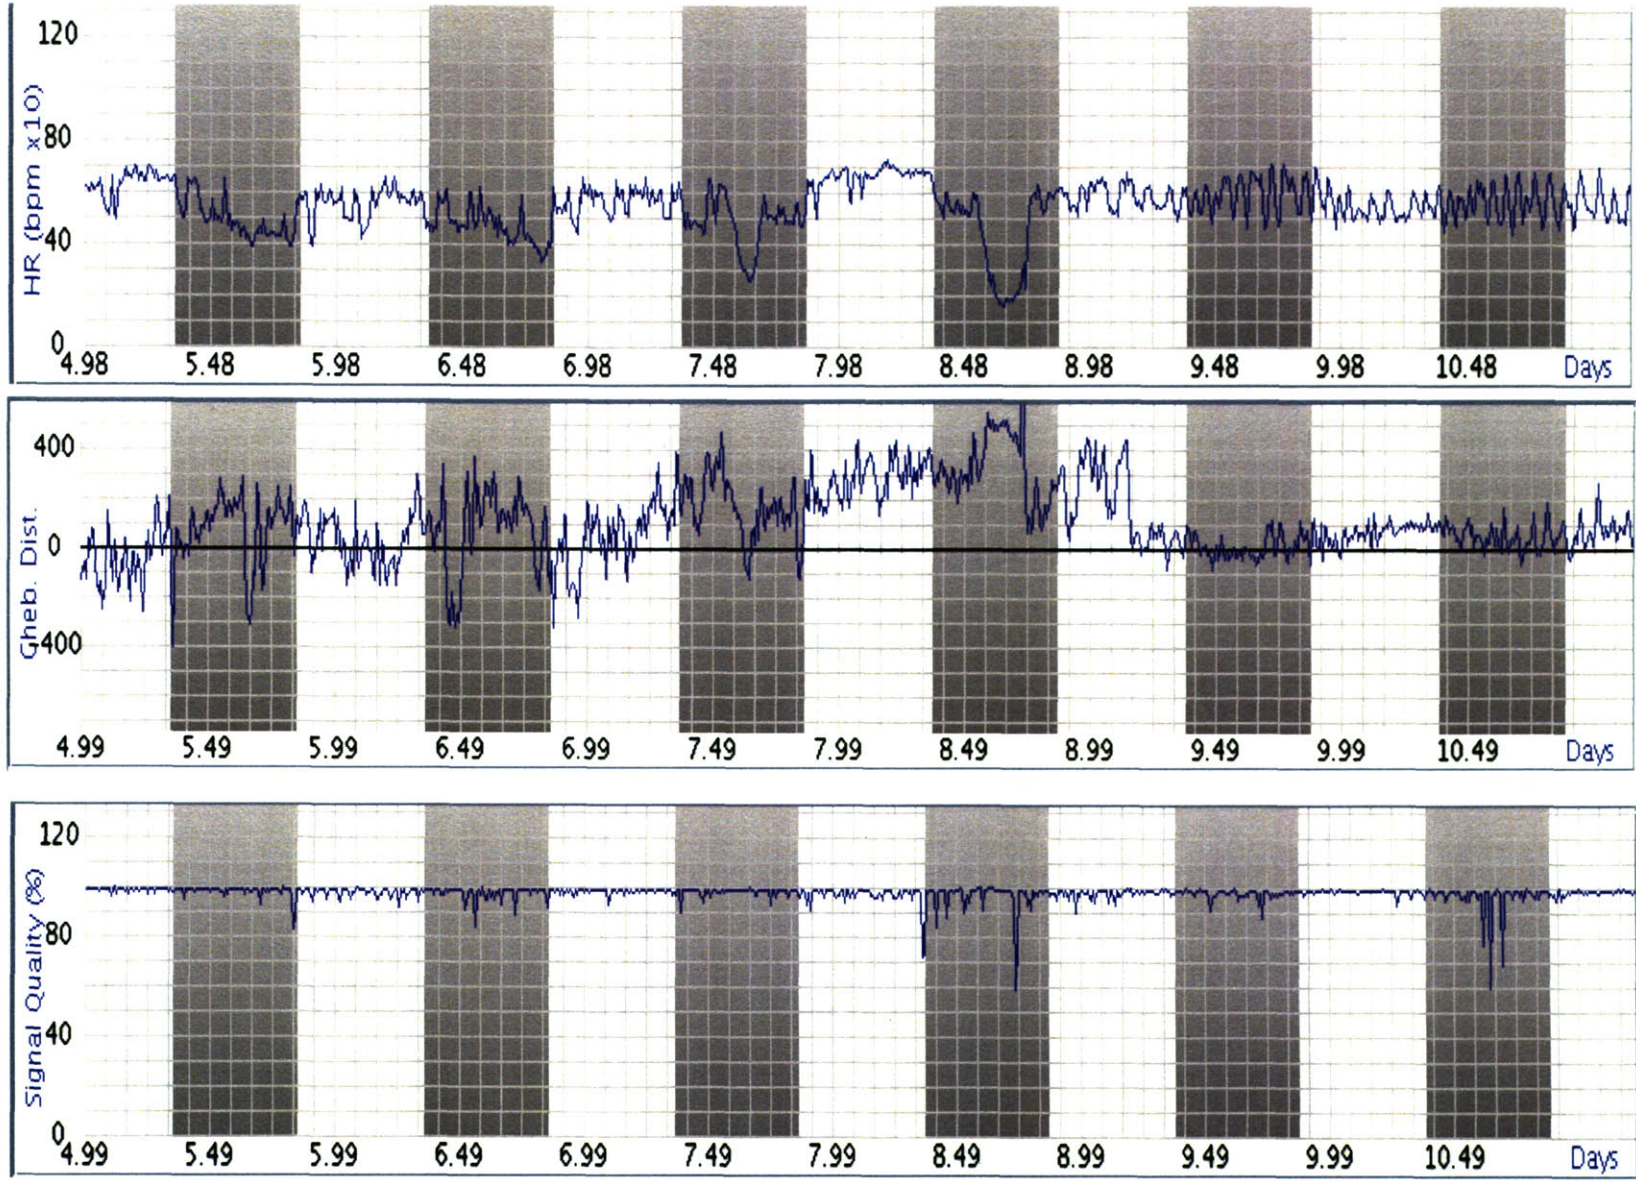 HR (bpm x10)
120
80
40
0
4.98 5.48 5.98 6.48 6.98 7.48 7.98 8.48 8.98 9.48 9.98 10.48 Days
Gheb. Dist.
400
0
-400
4.99 5.49 5.99 6.49 6.99 7.49 7.99 8.49 8.99 9.49 9.99 10.49 Days
Signal Quality (%)
120
80
40
0
4.99 5.49 5.99 6.49 6.99 7.49 7.99 8.49 8.99 9.49 9.99 10.49 Days